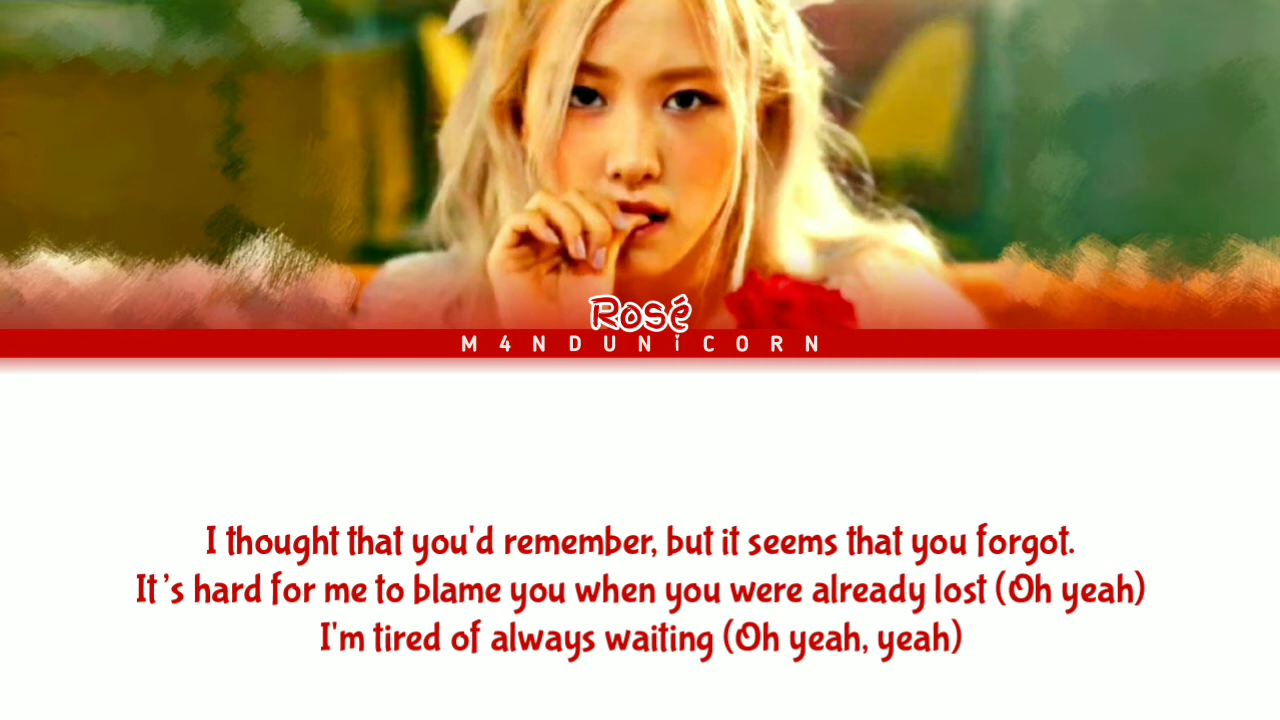 Rosé
M4NDUNiCORN
I thought that you'd remember, but it seems that you forgot.
It's hard for me to blame you when you were already lost (Oh yeah)
I'm tired of always waiting (Oh yeah, yeah)